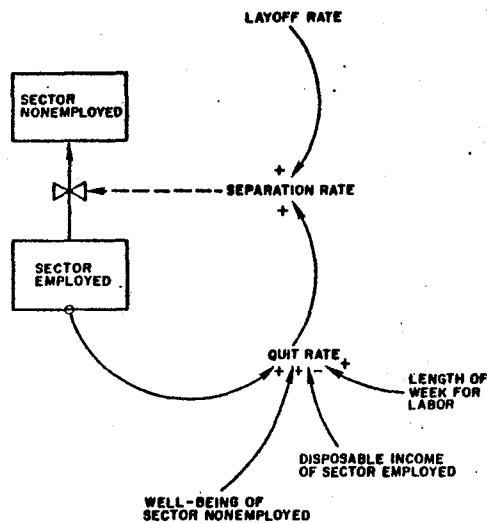 LAYOFF RATE
SECTOR
NONEMPLOYED
+
SEPARATION RATE
+
SECTOR
EMPLOYED
QUIT RATE
+ + - +
LENGTH OF
WEEK FOR
LABOR
DISPOSABLE INCOME
OF SECTOR EMPLOYED
WELL-BEING OF
SECTOR NONEMPLOYED